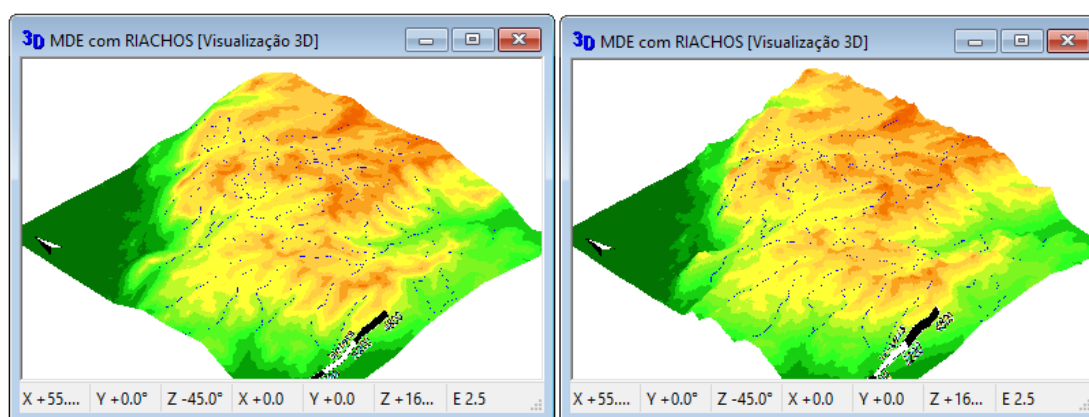 3D MDE com RIACHOS [Visualização 3D]
X +55.... Y +0.0° Z -45.0° X +0.0 Y +0.0 Z +16... E 2.5
3D MDE com RIACHOS [Visualização 3D]
X +55.... Y +0.0° Z -45.0° X +0.0 Y +0.0 Z +16... E 2.5